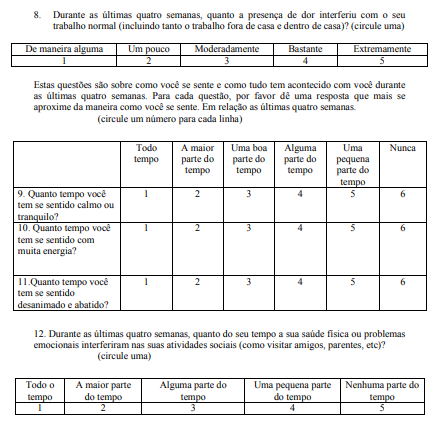 8. Durante as últimas quatro semanas, quanto a presença de dor interferiu com o seu
trabalho normal (incluindo tanto o trabalho fora de casa e dentro de casa)? (circule uma)
De maneira alguma Um pouco Moderadamente Bastante Extremamente
1 2 3 4 5
Estas questões são sobre como você se sente e como tudo tem acontecido com você durante
as últimas quatro semanas. Para cada questão, por favor dê uma resposta que mais se
aproxime da maneira como você se sente. Em relação as últimas quatro semanas.
(circule um número para cada linha)
Todo tempo A maior parte do tempo Uma boa parte do tempo Alguma parte do tempo Uma pequena parte do tempo Nunca
9. Quanto tempo você 1 2 3 4 5 6
tem se sentido calmo ou
tranquilo?
10. Quanto tempo você 1 2 3 4 5 6
tem se sentido com
muita energia?
11.Quanto tempo você 1 2 3 4 5 6
tem se sentido
desanimado e abatido?
12. Durante as últimas quatro semanas, quanto do seu tempo a sua saúde física ou problemas
emocionais interferiram nas suas atividades sociais (como visitar amigos, parentes, etc)?
(circule uma)
Todo o tempo A maior parte do tempo Alguma parte do tempo Uma pequena parte do tempo Nenhuma parte do tempo
1 2 3 4 5